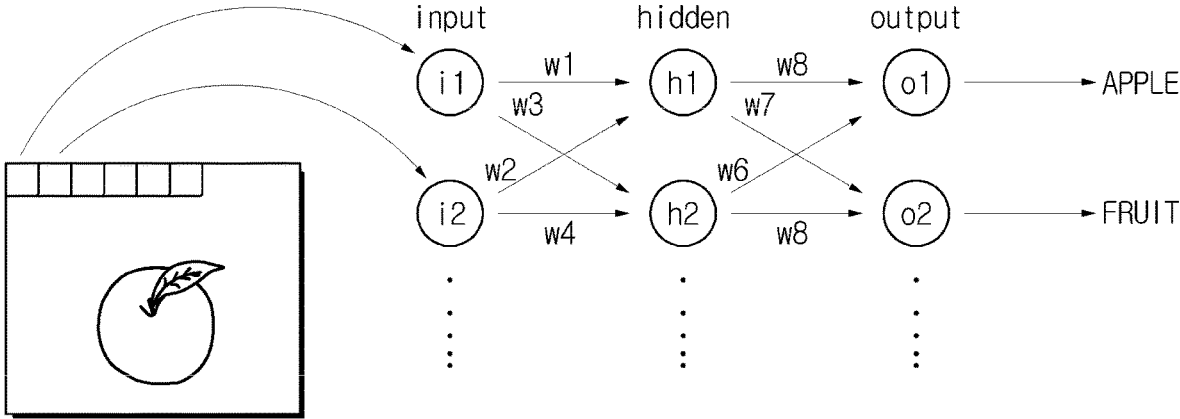 input hidden output
i1 w1 h1 w8 o1 APPLE
w3 w7
w2 w6
i2 w4 h2 w8 o2 FRUIT